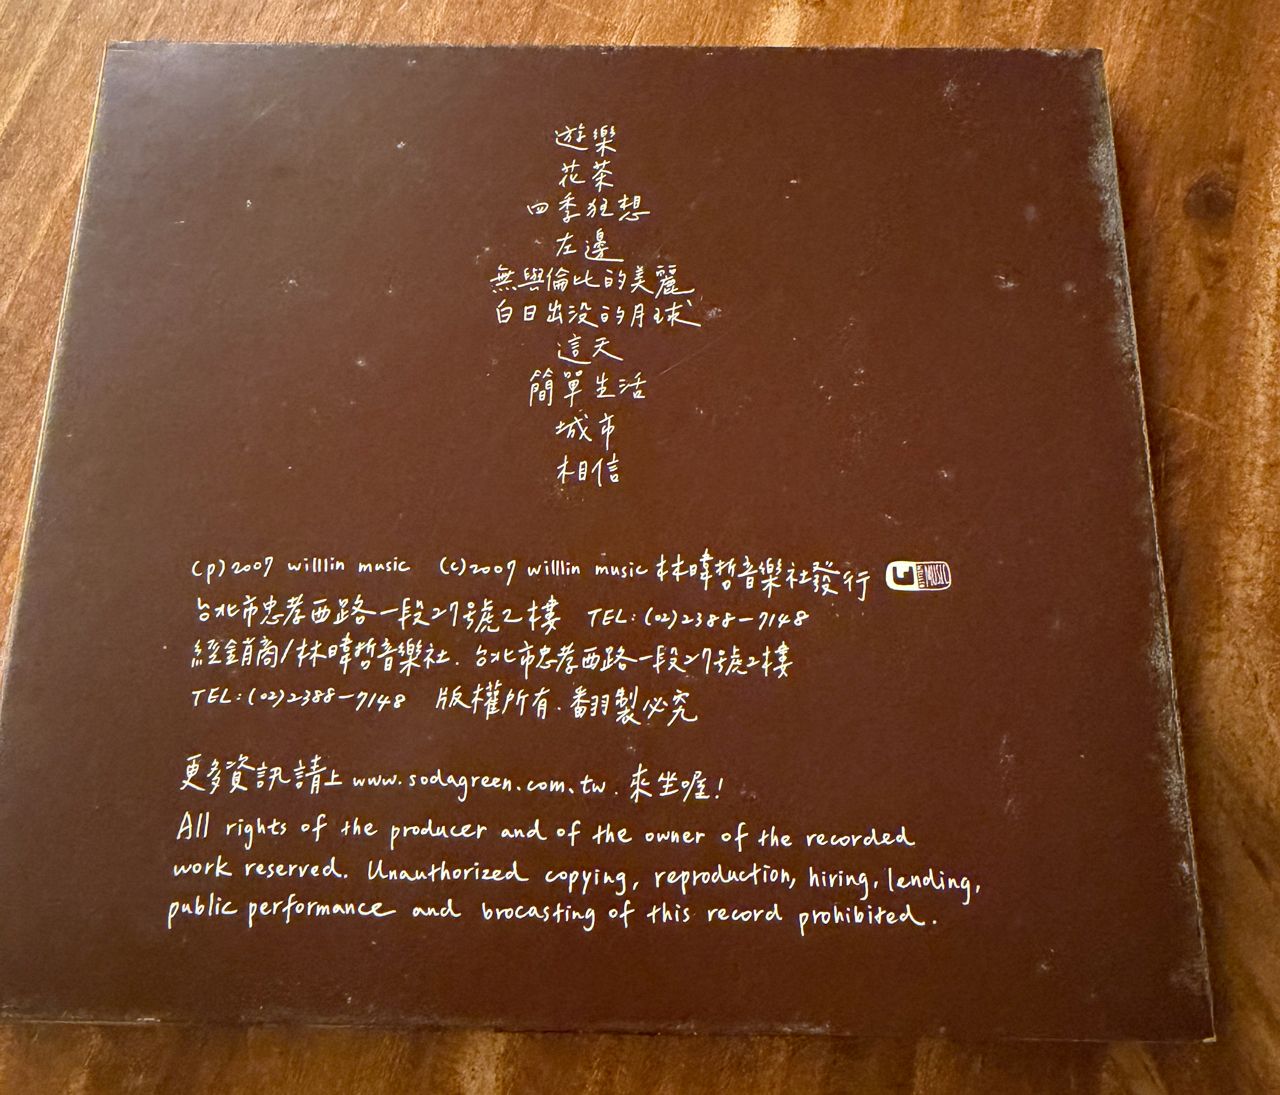 遊樂
花茶
四季狂想
左邊
無與倫比的美麗
白日出沒的月球
這天
簡單生活
城市
相信
(p)2007 willlin music (c)2007 willlin music 林暐哲音樂社發行 MUSIC
台北市忠孝西路一段27號2樓 TEL:(02)2388-7148
經銷商/林暐哲音樂社. 台北市忠孝西路一段27號2樓
TEL:(02)2388-7148 版權所有.翻製必究
更多資訊請上 www.sodagreen.com.tw. 來坐喔!
All rights of the producer and of the owner of the recorded
work reserved. Unauthorized copying, reproduction, hiring, lending,
public performance and brocasting of this record prohibited.